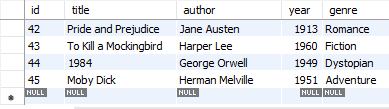 id title author year genre
42 Pride and Prejudice Jane Austen 1913 Romance
43 To Kill a Mockingbird Harper Lee 1960 Fiction
44 1984 George Orwell 1949 Dystopian
45 Moby Dick Herman Melville 1951 Adventure
NULL NULL NULL NULL NULL